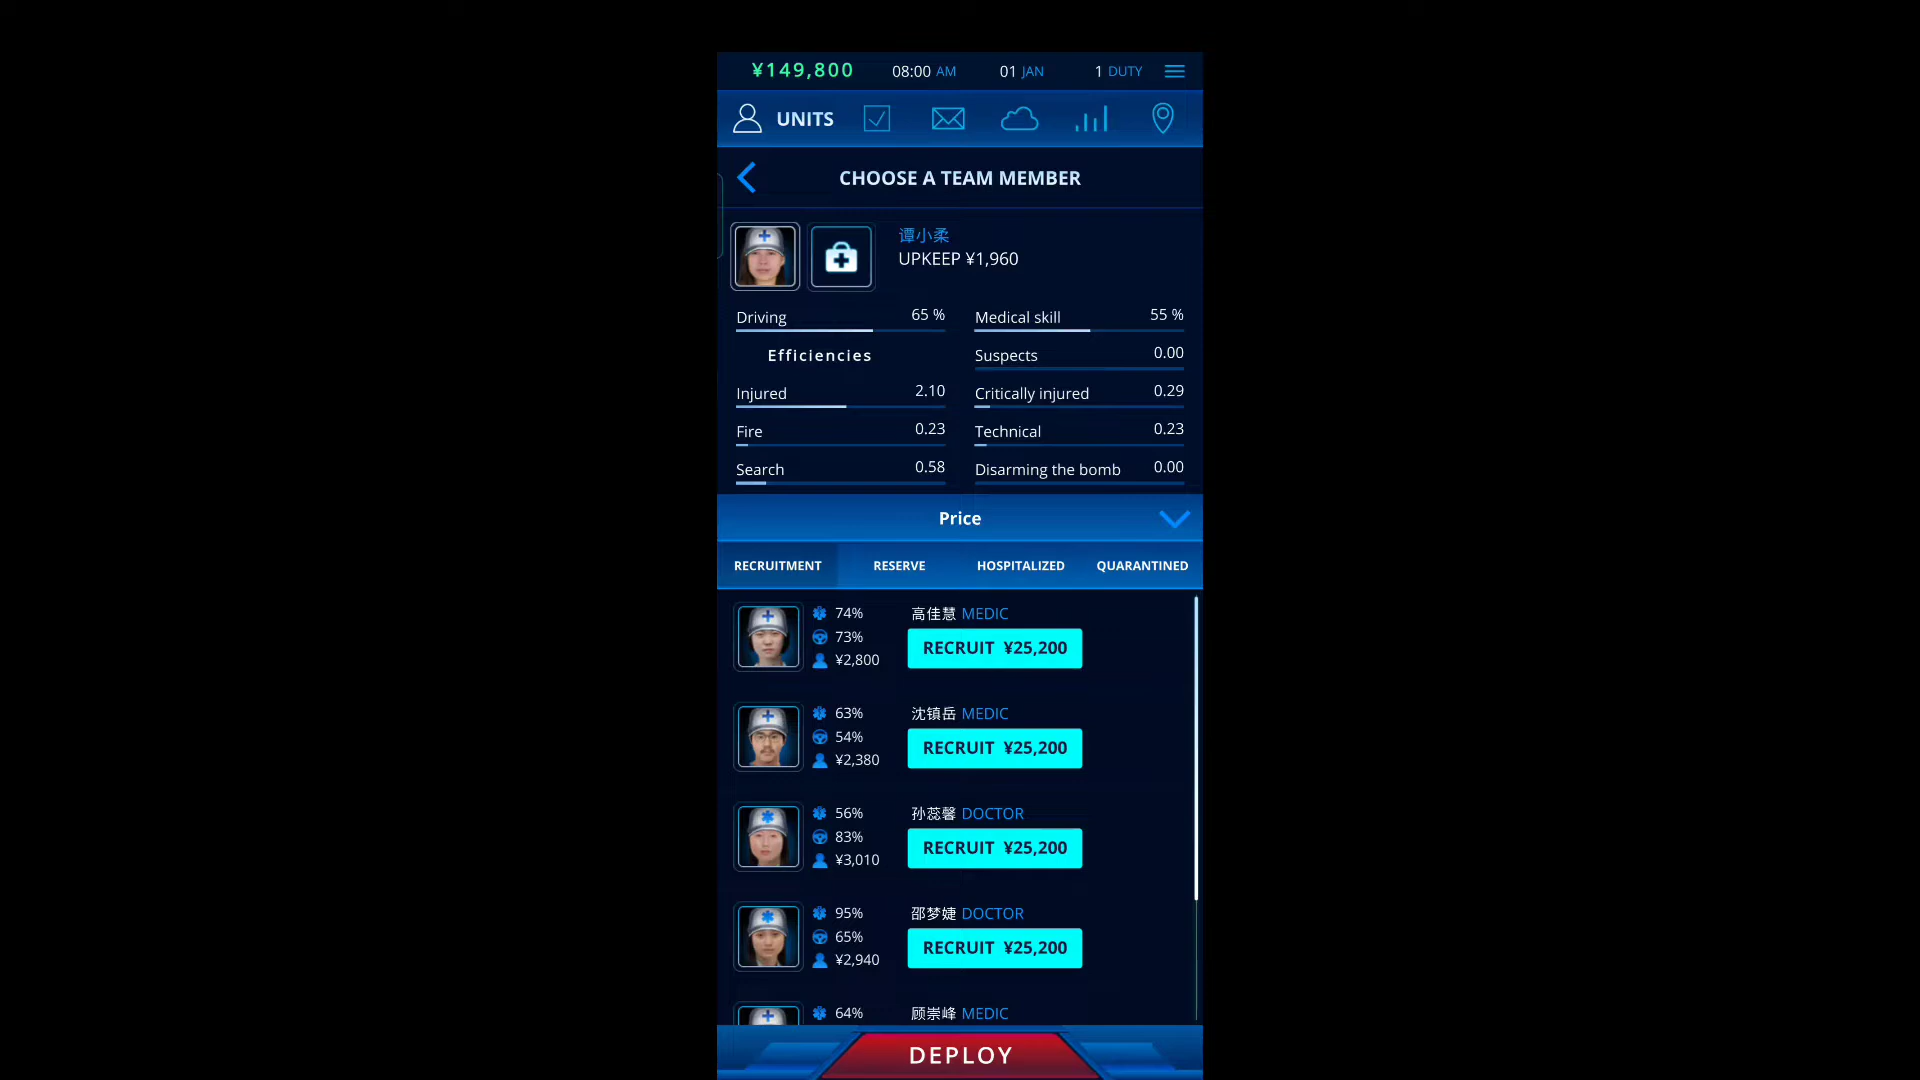 ¥149,800 08:00 AM 01 JAN 1 DUTY
UNITS
CHOOSE A TEAM MEMBER
谭小柔
UPKEEP ¥1,960
Driving 65 % Medical skill 55 %
Efficiencies Suspects 0.00
Injured 2.10 Critically injured 0.29
Fire 0.23 Technical 0.23
Search 0.58 Disarming the bomb 0.00
Price
RECRUITMENT RESERVE HOSPITALIZED QUARANTINED
74% 高佳慧 MEDIC
73% RECRUIT ¥25,200
¥2,800
63% 沈镇岳 MEDIC
54% RECRUIT ¥25,200
¥2,380
56% 孙蕊馨 DOCTOR
83% RECRUIT ¥25,200
¥3,010
95% 邵梦婕 DOCTOR
65% RECRUIT ¥25,200
¥2,940
64% 顾崇峰 MEDIC
DEPLOY